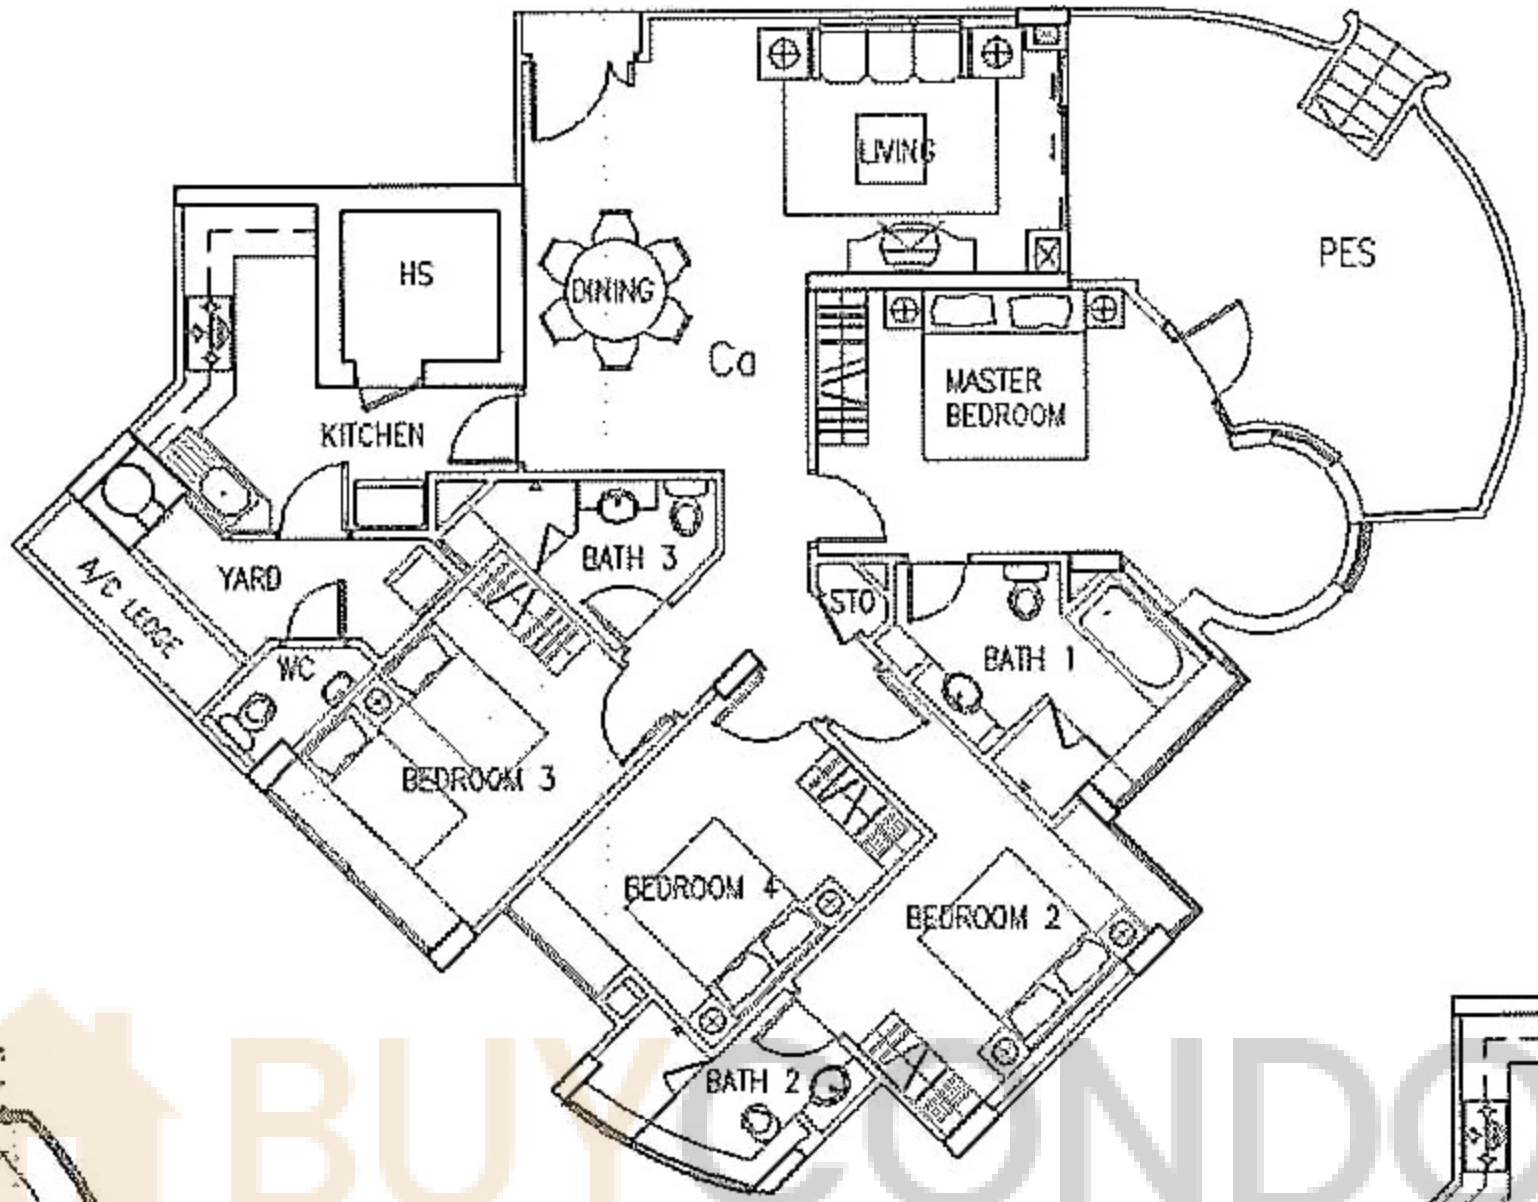 LIVING
PES
HS
DINING
Ca
MASTER
BEDROOM
KITCHEN
BATH 3
YARD
A/C LEDGE
STO
WC
BATH 1
BEDROOM 3
BEDROOM 4
BEDROOM 2
BATH 2
BUYCONDO